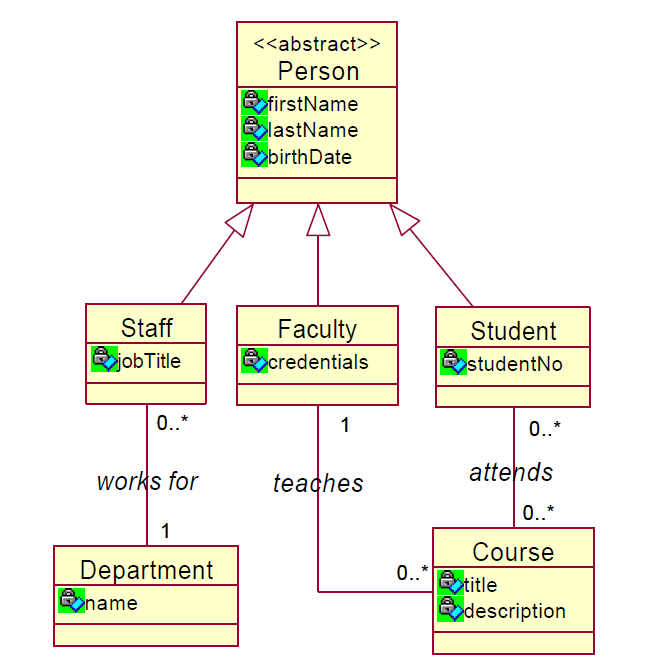 <<abstract>>
Person
firstName
lastName
birthDate
Staff
jobTitle
Faculty
credentials
Student
studentNo
0..*
1
0..*
works for
teaches
attends
1
0..*
0..*
Department
name
Course
title
description